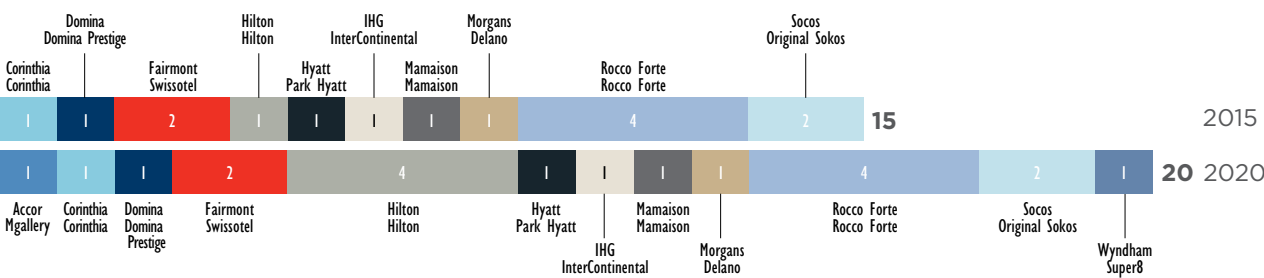 Domina
Domina Prestige
Hilton
Hilton
IHG
InterContinental
Morgans
Delano
Socos
Original Sokos
Corinthia
Corinthia
Fairmont
Swissotel
Hyatt
Park Hyatt
Mamaison
Mamaison
Rocco Forte
Rocco Forte
1 1 2 1 1 1 1 1 4 2 15 2015
1 1 1 2 4 1 1 1 1 4 2 1 20 2020
Accor
Mgallery
Corinthia
Corinthia
Domina
Domina
Prestige
Fairmont
Swissotel
Hilton
Hilton
Hyatt
Park Hyatt
IHG
InterContinental
Mamaison
Mamaison
Morgans
Delano
Rocco Forte
Rocco Forte
Socos
Original Sokos
Wyndham
Super8